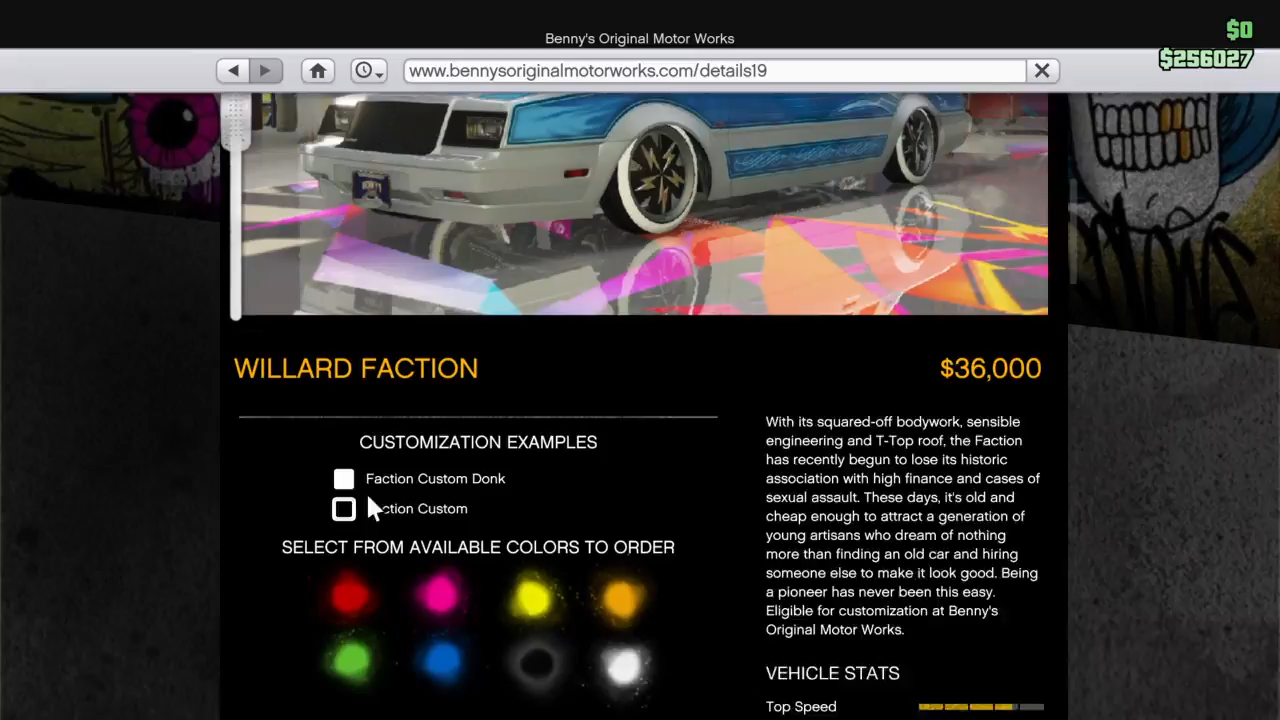 Benny's Original Motor Works
$0
$256027
www.bennysoriginalmotorworks.com/details19
WILLARD FACTION
$36,000
CUSTOMIZATION EXAMPLES
Faction Custom Donk
ction Custom
SELECT FROM AVAILABLE COLORS TO ORDER
With its squared-off bodywork, sensible
engineering and T-Top roof, the Faction
has recently begun to lose its historic
association with high finance and cases of
sexual assault. These days, it's old and
cheap enough to attract a generation of
young artisans who dream of nothing
more than finding an old car and hiring
someone else to make it look good. Being
a pioneer has never been this easy.
Eligible for customization at Benny's
Original Motor Works.
VEHICLE STATS
Top Speed